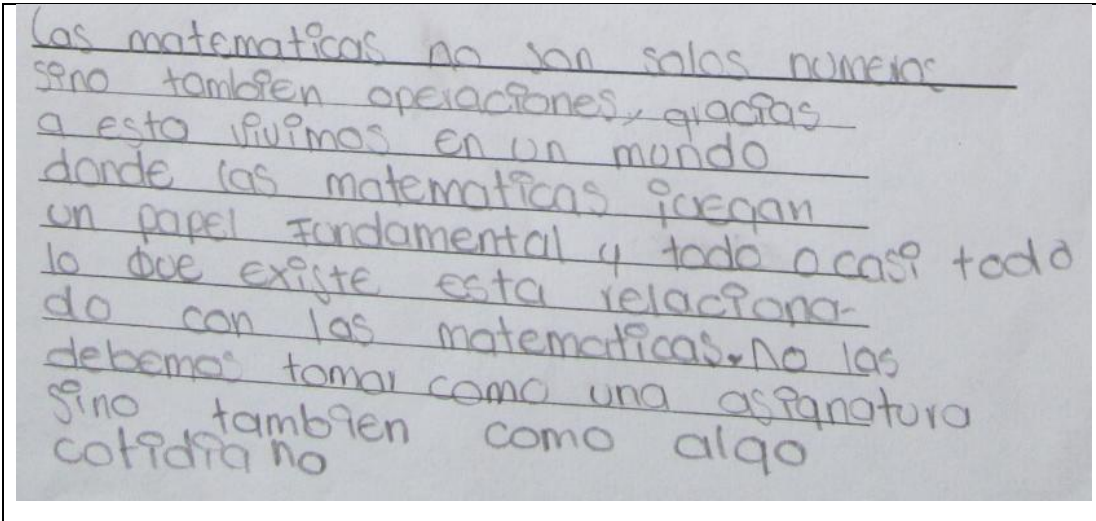 Las matematicas no son solos numeros
sino tambien operaciones, gracias
a esto vivimos en un mundo
donde las matematicas juegan
un papel fundamental y todo o casi todo
lo que existe esta relaciona-
do con las matematicas. no las
debemos tomar como una asignatura
sino tambien como algo
cotidiano